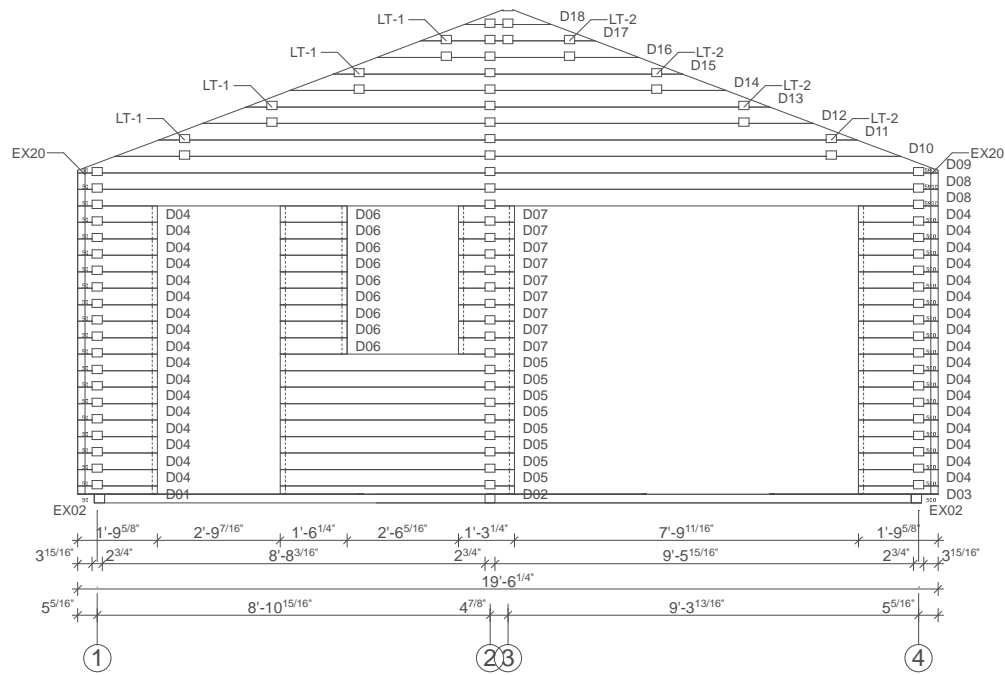 D18
LT-1 LT-2
D17
LT-1 D16 LT-2
D15
LT-1 D14 LT-2
D13
LT-1 D12 LT-2
D11
EX20 D10 EX20
D09
D08
D08
D04 D06 D07 D04
D04 D06 D07 D04
D04 D06 D07 D04
D04 D06 D07 D04
D04 D06 D07 D04
D04 D06 D07 D04
D04 D06 D07 D04
D04 D06 D07 D04
D04 D06 D07 D04
D04 D05 D04
D04 D05 D04
D04 D05 D04
D04 D05 D04
D04 D05 D04
D04 D05 D04
D04 D05 D04
D04 D05 D04
D01 D02 D03
EX02 EX02
1'-9 5/8" 2'-9 7/16" 1'-6 1/4" 2'-6 5/16" 1'-3 1/4" 7'-9 11/16" 1'-9 5/8"
3 15/16" 2 3/4" 8'-8 3/16" 2 3/4" 9'-5 15/16" 2 3/4" 3 15/16"
19'-6 1/4"
5 5/16" 8'-10 15/16" 4 7/8" 9'-3 13/16" 5 5/16"
1 2 3 4